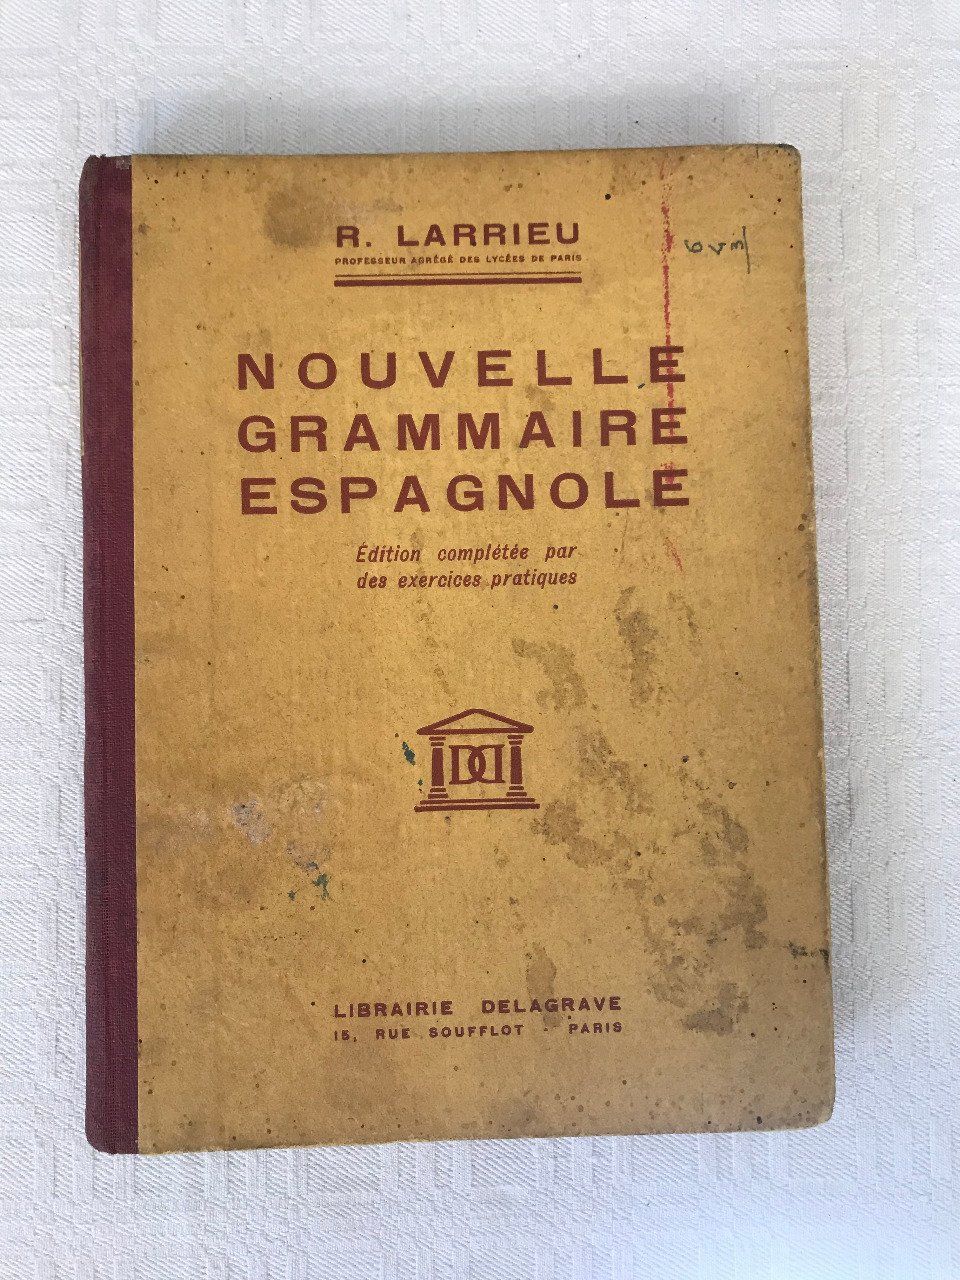 R. LARRIEU
PROFESSEUR AGRÉGÉ DES LYCÉES DE PARIS
NOUVELLE
GRAMMAIRE
ESPAGNOLE
Édition complétée par
des exercices pratiques
DD
LIBRAIRIE DELAGRAVE
15, RUE SOUFFLOT - PARIS